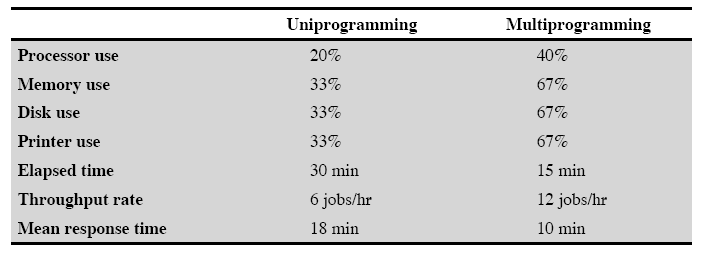 Uniprogramming Multiprogramming
Processor use 20% 40%
Memory use 33% 67%
Disk use 33% 67%
Printer use 33% 67%
Elapsed time 30 min 15 min
Throughput rate 6 jobs/hr 12 jobs/hr
Mean response time 18 min 10 min